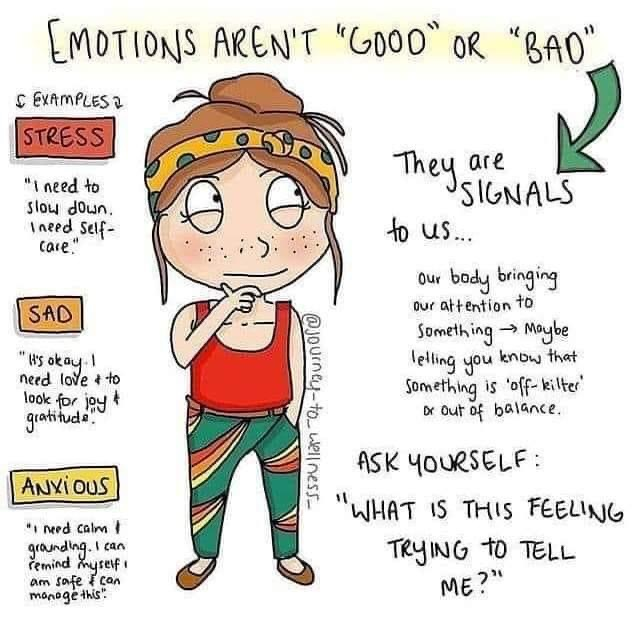 EMOTIONS AREN'T "GOOD" OR "BAD"
EXAMPLES
STRESS
"I need to
slow down.
I need self-
care."
SAD
"It's okay. I
need love & to
look for joy &
gratitude."
ANXIOUS
"I need calm &
grounding. I can
remind myself I
am safe & can
manage this".
@journey-to_wellness_
They are
SIGNALS
to us...
Our body bringing
our attention to
something → Maybe
letting you know that
something is 'off-kilter'
or out of balance.
ASK YOURSELF:
"WHAT IS THIS FEELING
TRYING TO TELL
ME?"